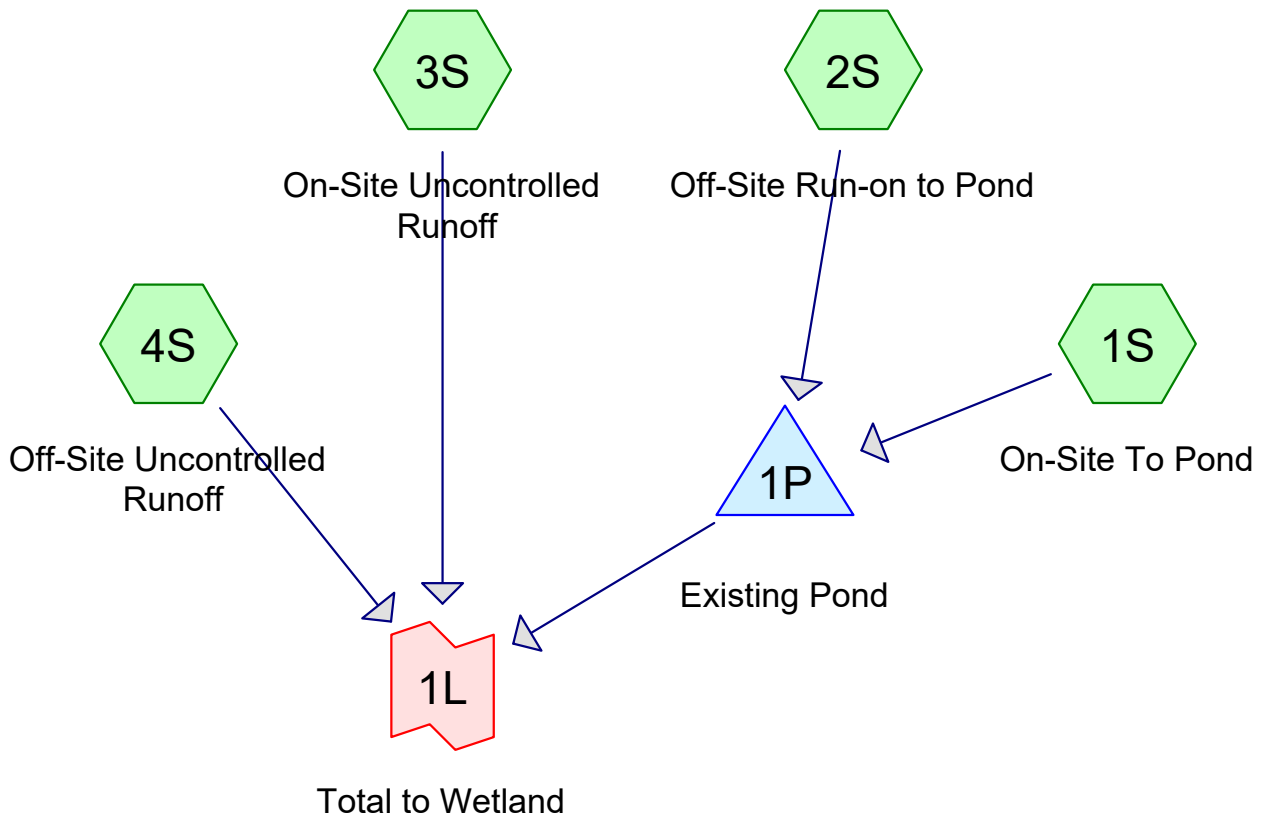 3S
2S
On-Site Uncontrolled
Runoff
Off-Site Run-on to Pond
4S
1S
Off-Site Uncontrolled
Runoff
On-Site To Pond
1P
Existing Pond
1L
Total to Wetland